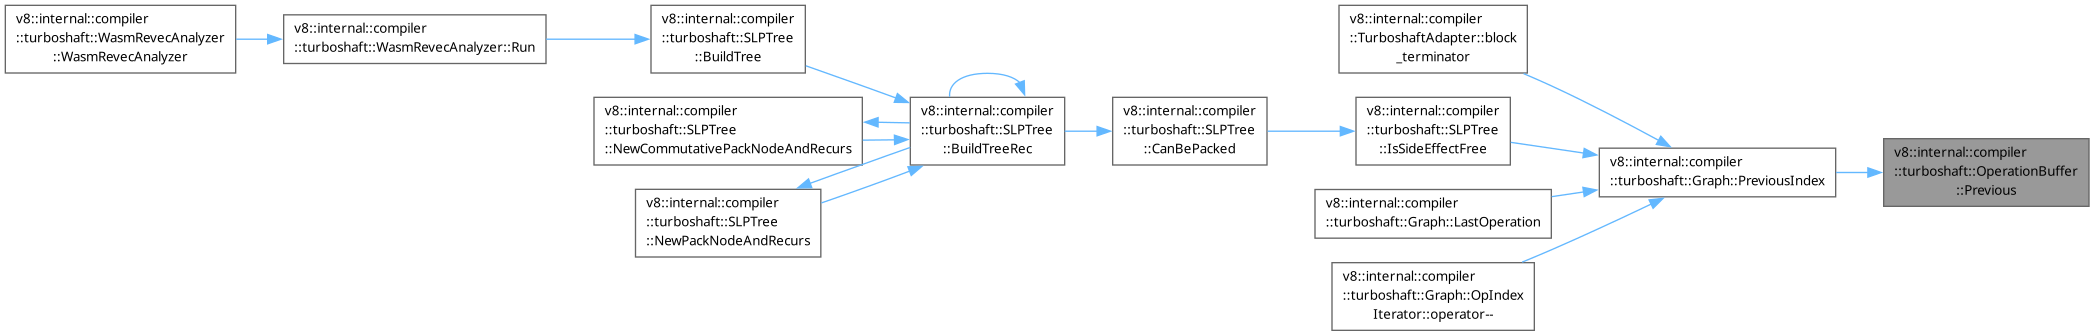 v8::internal::compiler
::turboshaft::WasmRevecAnalyzer
::WasmRevecAnalyzer
v8::internal::compiler
::turboshaft::WasmRevecAnalyzer::Run
v8::internal::compiler
::turboshaft::SLPTree
::BuildTree
v8::internal::compiler
::turboshaft::SLPTree
::NewCommutativePackNodeAndRecurs
v8::internal::compiler
::turboshaft::SLPTree
::NewPackNodeAndRecurs
v8::internal::compiler
::turboshaft::SLPTree
::BuildTreeRec
v8::internal::compiler
::turboshaft::SLPTree
::CanBePacked
v8::internal::compiler
::TurboshaftAdapter::block
_terminator
v8::internal::compiler
::turboshaft::SLPTree
::IsSideEffectFree
v8::internal::compiler
::turboshaft::Graph::LastOperation
v8::internal::compiler
::turboshaft::Graph::OpIndex
Iterator::operator--
v8::internal::compiler
::turboshaft::Graph::PreviousIndex
v8::internal::compiler
::turboshaft::OperationBuffer
::Previous